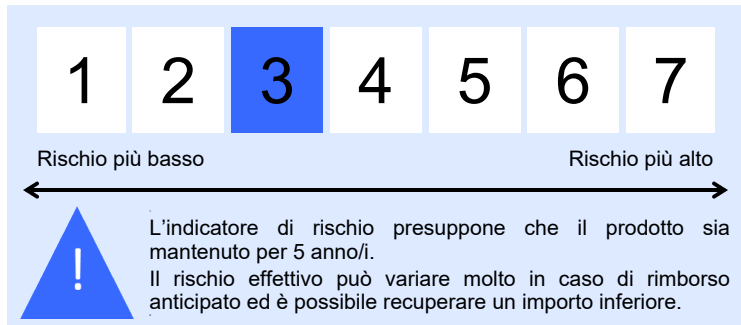 1 2 3 4 5 6 7
Rischio più basso Rischio più alto
L'indicatore di rischio presuppone che il prodotto sia
mantenuto per 5 anno/i.
Il rischio effettivo può variare molto in caso di rimborso
anticipato ed è possibile recuperare un importo inferiore.
!